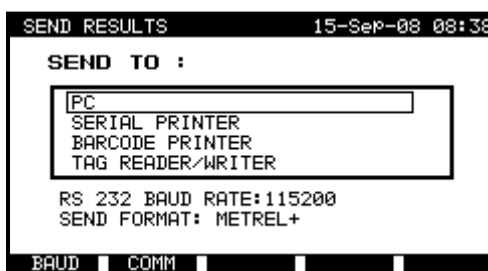 SEND RESULTS 15-Sep-08 08:38
SEND TO :
PC
SERIAL PRINTER
BARCODE PRINTER
TAG READER/WRITER
RS 232 BAUD RATE:115200
SEND FORMAT: METREL+
BAUD COMM